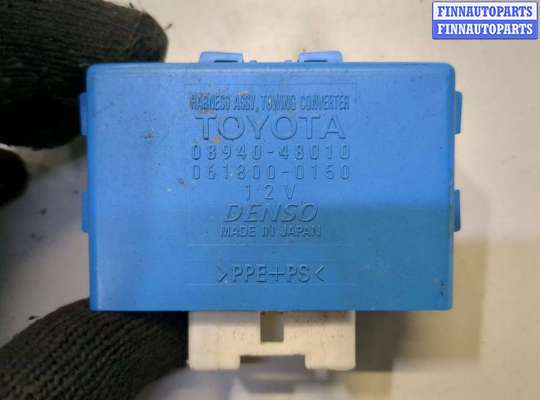 FINNAUTOPARTS
FINNAUTOPARTS
HARNESS ASSY, TOWING CONVERTER
TOYOTA
08940-48010
061800-0150
12V
DENSO
MADE IN JAPAN
>PPE+PS<